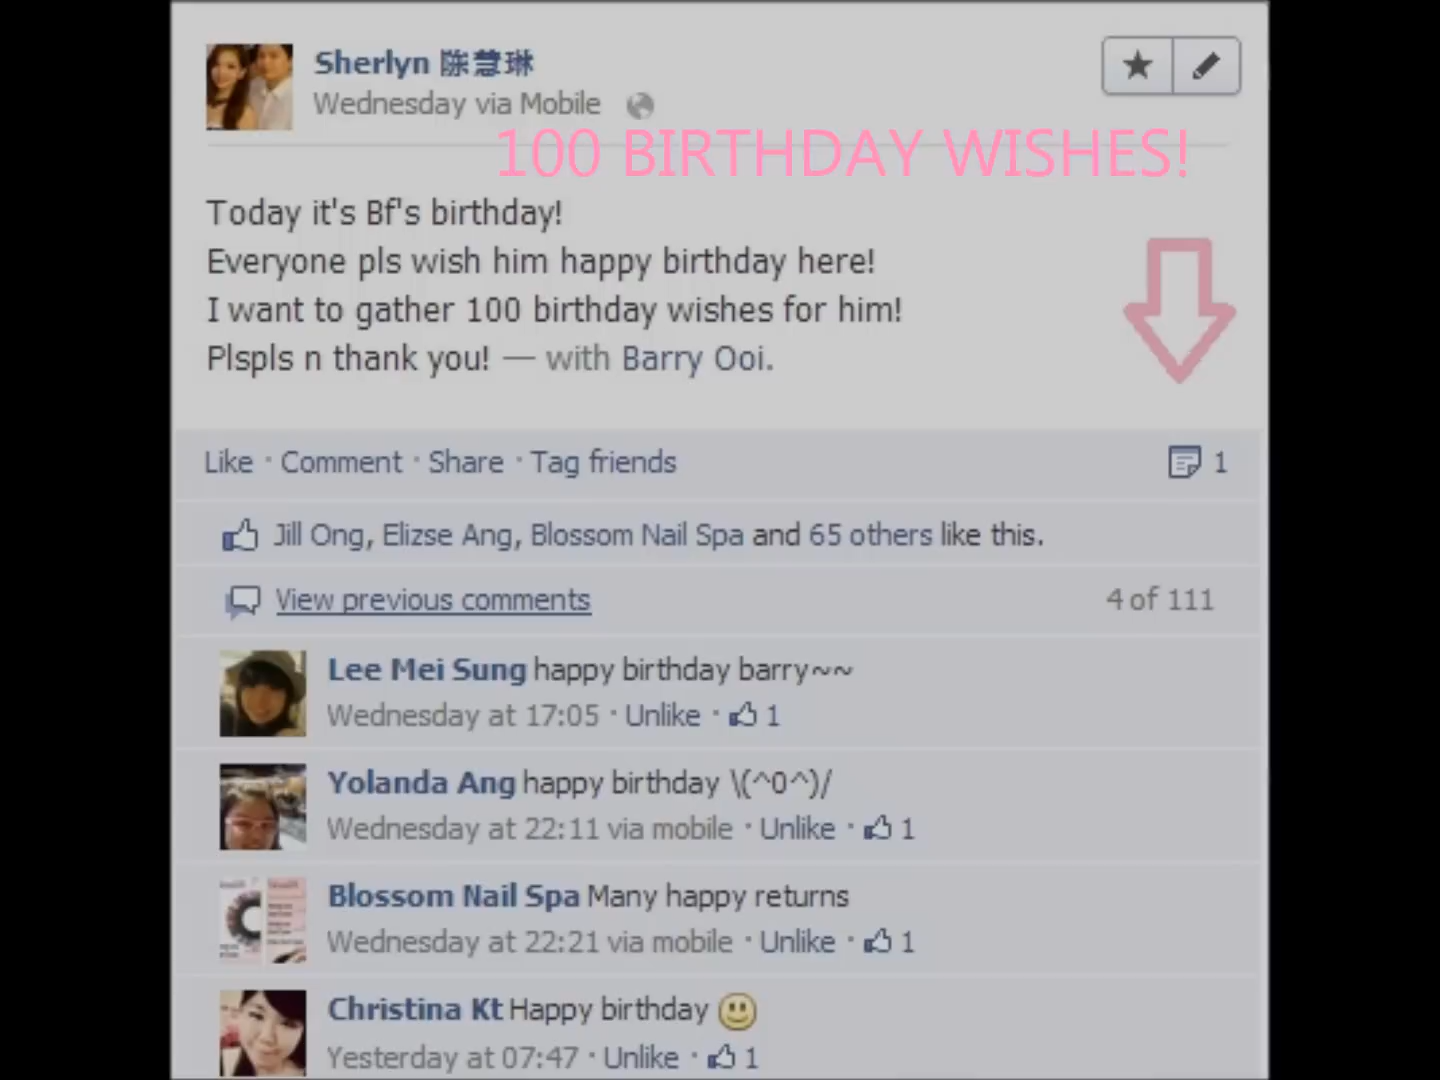 Sherlyn 陈慧琳
Wednesday via Mobile
100 BIRTHDAY WISHES!
Today it's Bf's birthday!
Everyone pls wish him happy birthday here!
I want to gather 100 birthday wishes for him!
Plspls n thank you! — with Barry Ooi.
Like · Comment · Share · Tag friends 1
Jill Ong, Elizse Ang, Blossom Nail Spa and 65 others like this.
View previous comments 4 of 111
Lee Mei Sung happy birthday barry~~
Wednesday at 17:05 · Unlike · 1
Yolanda Ang happy birthday \(^0^)/
Wednesday at 22:11 via mobile · Unlike · 1
Blossom Nail Spa Many happy returns
Wednesday at 22:21 via mobile · Unlike · 1
Christina Kt Happy birthday
Yesterday at 07:47 · Unlike · 1